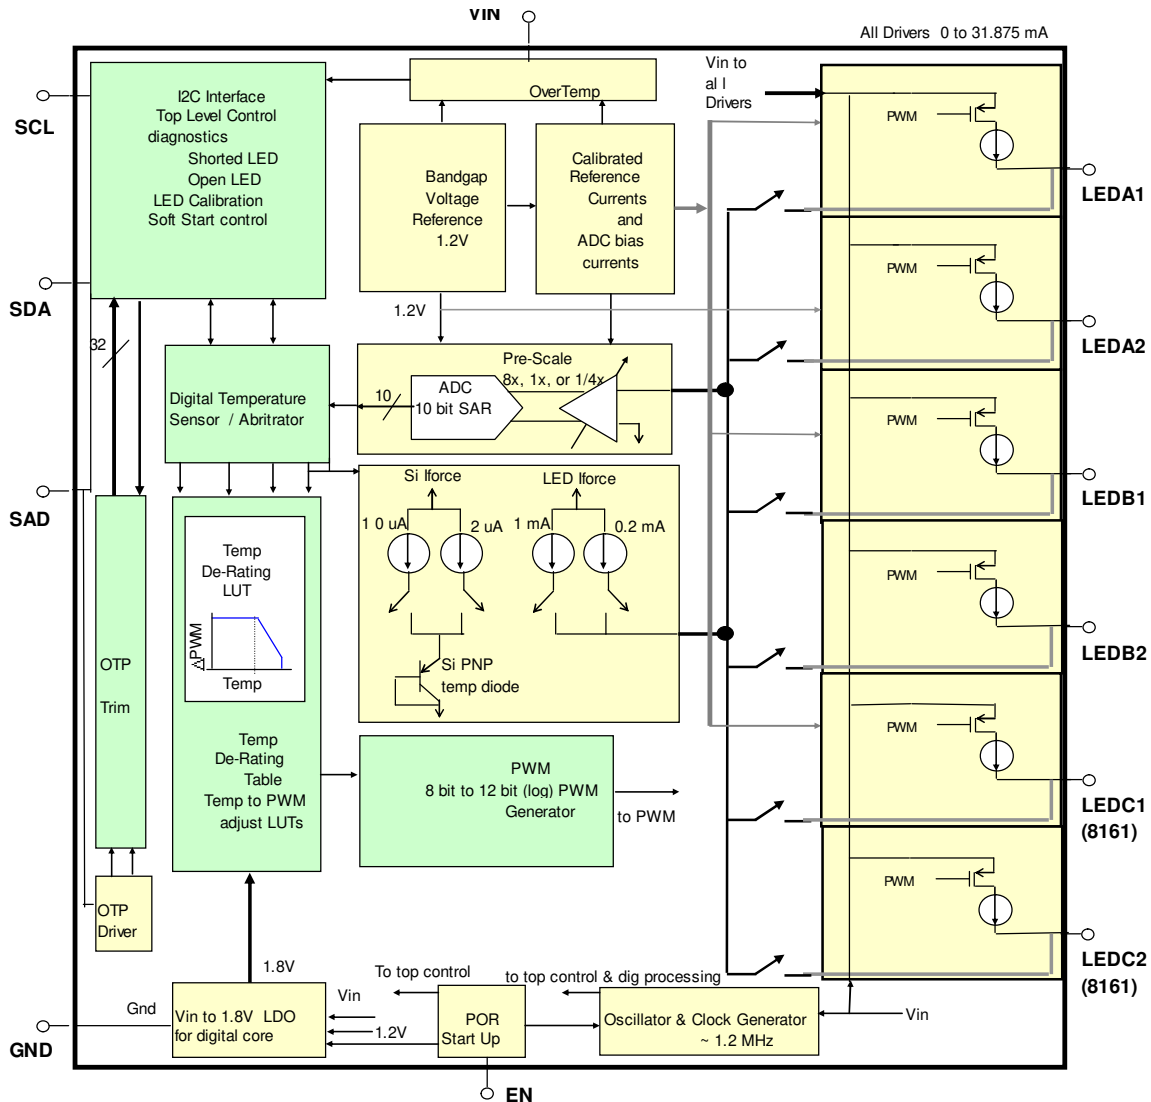 VIN
All Drivers 0 to 31.875 mA
SCL
I2C Interface
Top Level Control
diagnostics
Shorted LED
Open LED
LED Calibration
Soft Start control
OverTemp
Vin to
al l
Drivers
Bandgap
Voltage
Reference
1.2V
Calibrated
Reference
Currents
and
ADC bias
currents
PWM
LEDA1
SDA
1.2V
PWM
LEDA2
32
Digital Temperature
Sensor / Abritrator
10
ADC
10 bit SAR
Pre-Scale
8x, 1x, or 1/4x
PWM
LEDB1
SAD
Si Iforce
LED Iforce
1 0 uA
2 uA
1 mA
0.2 mA
Temp
De-Rating
LUT
△PWM
Temp
Si PNP
temp diode
PWM
LEDB2
OTP
Trim
Temp
De-Rating
Table
Temp to PWM
adjust LUTs
PWM
8 bit to 12 bit (log) PWM
Generator
to PWM
PWM
LEDC1
(8161)
OTP
Driver
PWM
LEDC2
(8161)
1.8V
To top control
to top control & dig processing
Gnd
Vin
Vin to 1.8V LDO
for digital core
1.2V
POR
Start Up
Oscillator & Clock Generator
~ 1.2 MHz
Vin
GND
EN